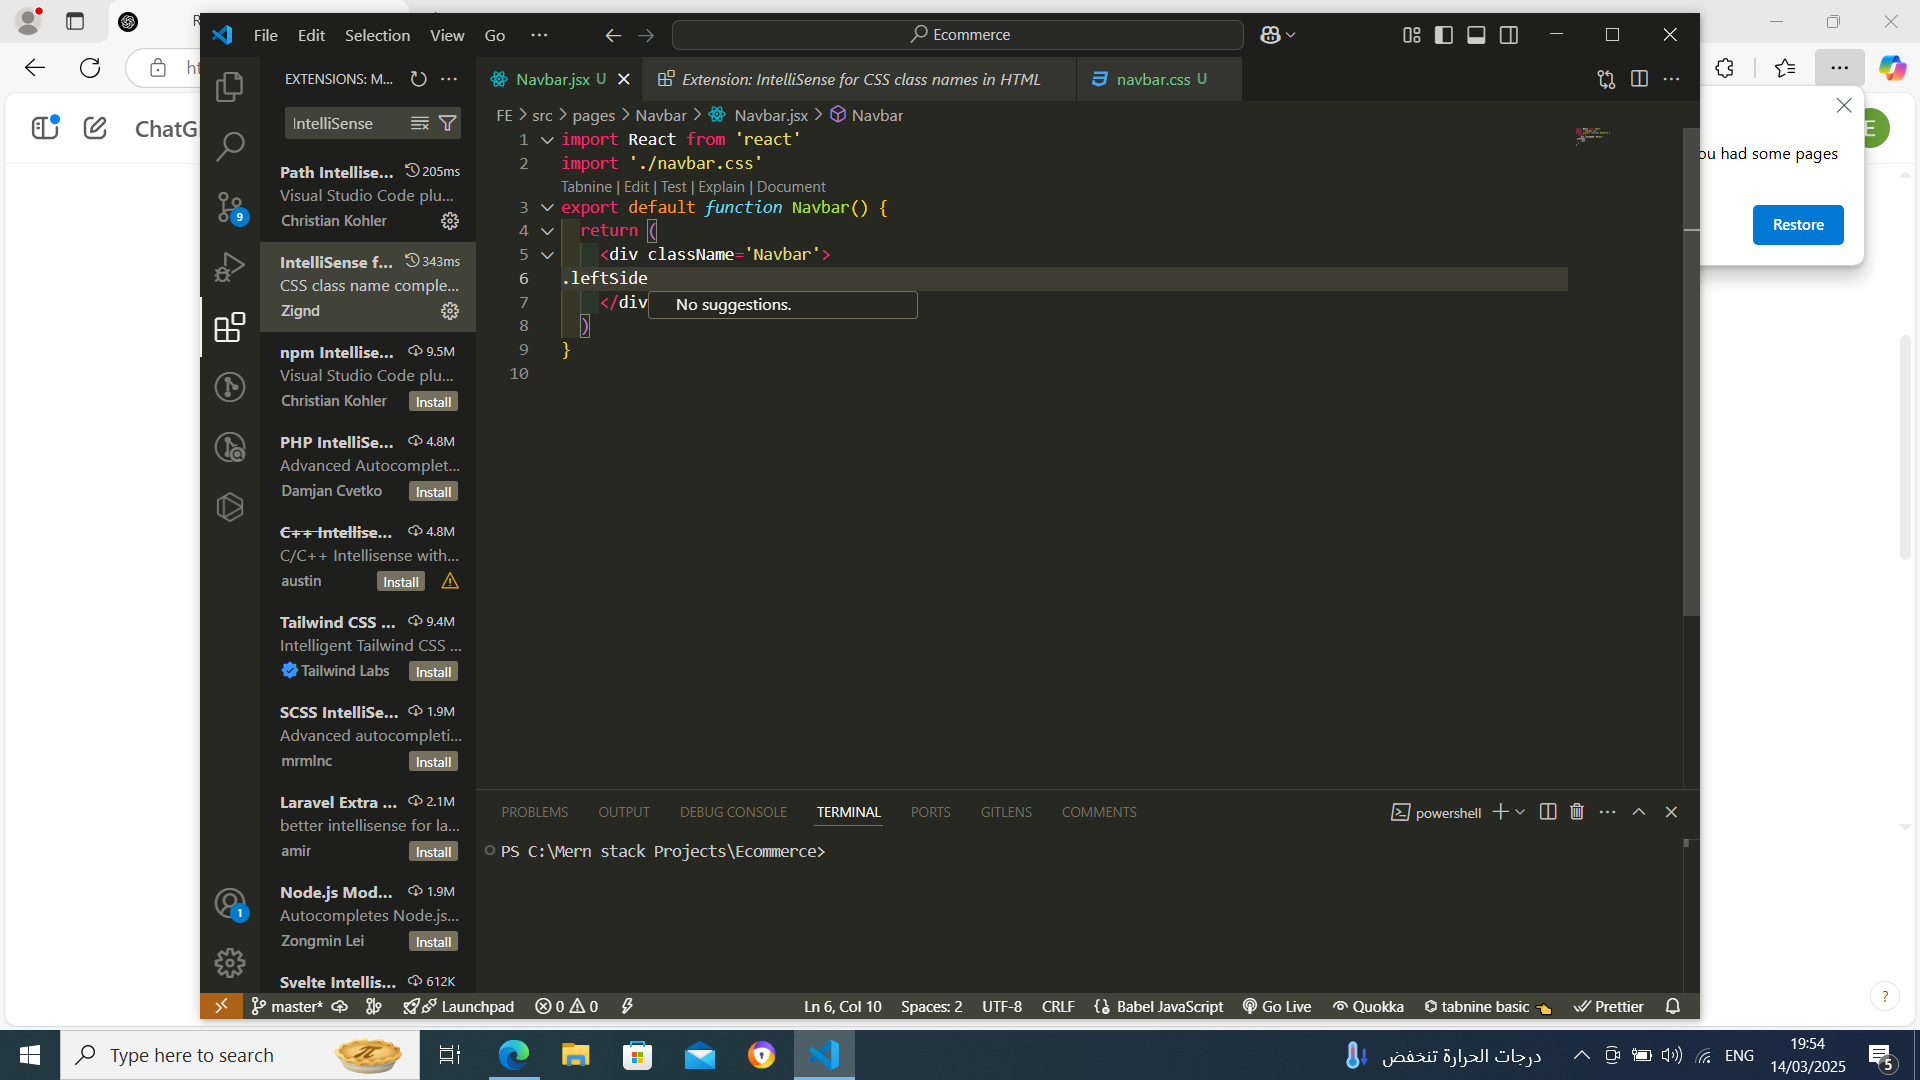 File Edit Selection View Go ···
Ecommerce
EXTENSIONS: M...
IntelliSense
Path Intellise... 205ms
Visual Studio Code plu...
Christian Kohler
IntelliSense f... 343ms
CSS class name comple...
Zignd
npm Intellise... 9.5M
Visual Studio Code plu...
Christian Kohler Install
PHP IntelliSe... 4.8M
Advanced Autocomplet...
Damjan Cvetko Install
C++ Intellise... 4.8M
C/C++ Intellisense with...
austin Install
Tailwind CSS ... 9.4M
Intelligent Tailwind CSS ...
Tailwind Labs Install
SCSS IntelliSe... 1.9M
Advanced autocompleti...
mrmlnc Install
Laravel Extra ... 2.1M
better intellisense for la...
amir Install
Node.js Mod... 1.9M
Autocompletes Node.js...
Zongmin Lei Install
Svelte Intellis... 612K
9
1
Navbar.jsx U
Extension: IntelliSense for CSS class names in HTML
navbar.css U
FE > src > pages > Navbar > Navbar.jsx > Navbar
1 import React from 'react'
2 import './navbar.css'
Tabnine | Edit | Test | Explain | Document
3 export default function Navbar() {
4 return (
5 <div className='Navbar'>
6 .leftSide
No suggestions.
7 </div
8 )
9 }
10
PROBLEMS OUTPUT DEBUG CONSOLE TERMINAL PORTS GITLENS COMMENTS
powershell
PS C:\Mern stack Projects\Ecommerce>
master* Launchpad 0 0
Ln 6, Col 10 Spaces: 2 UTF-8 CRLF Babel JavaScript Go Live Quokka tabnine basic Prettier
ChatG
ou had some pages
Restore
E
?
Type here to search
درجات الحرارة تنخفض
ENG
19:54
14/03/2025
5